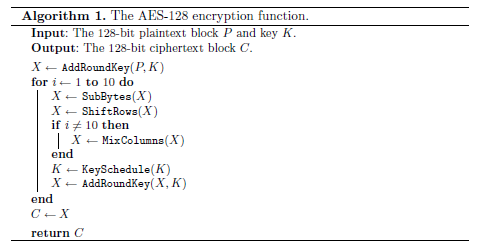 Algorithm 1. The AES-128 encryption function.
Input: The 128-bit plaintext block P and key K.
Output: The 128-bit ciphertext block C.
X ← AddRoundKey(P, K)
for i ← 1 to 10 do
X ← SubBytes(X)
X ← ShiftRows(X)
if i ≠ 10 then
X ← MixColumns(X)
end
K ← KeySchedule(K)
X ← AddRoundKey(X, K)
end
C ← X
return C